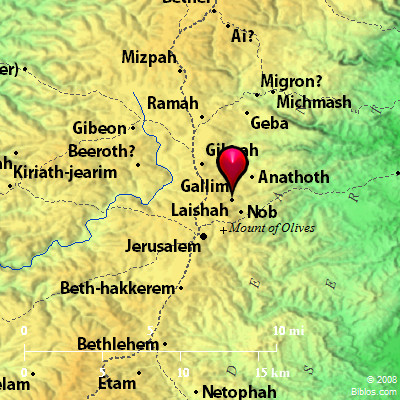 Bethel
Ai?
Mizpah
er)
Migron?
Michmash
Ramah
Geba
Gibeon
Beeroth?
ah
Kiriath-jearim
Gallim
Anathoth
Laishah
Nob
Jerusalem
Mount of Olives
R
E
E
D
Beth-hakkerem
0 5 10 mi
Bethlehem
0 5 10 15 km
elam
Etam
Netophah
© 2008
Biblos.com